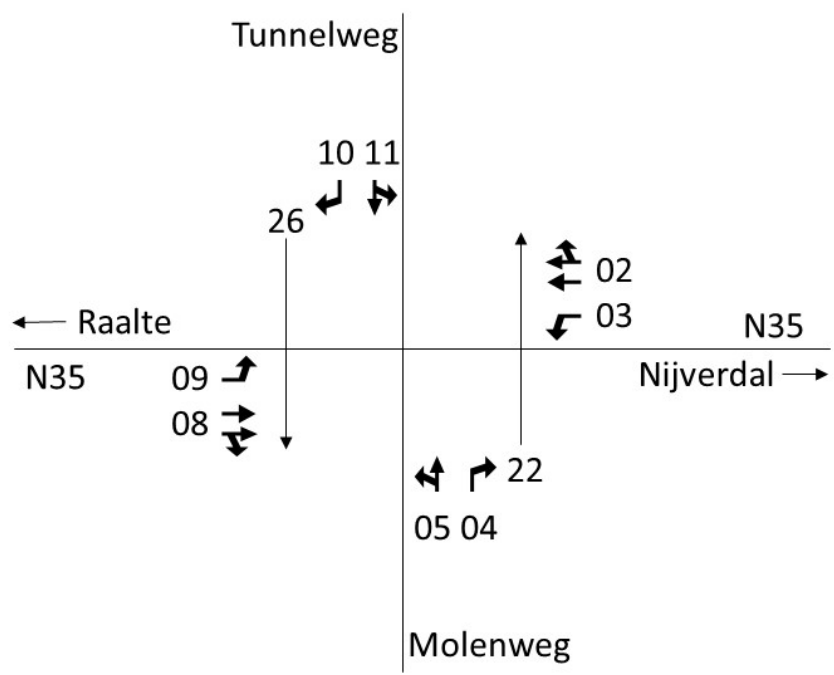 Tunnelweg
10 11
26
02
03
Raalte
N35
N35
09
Nijverdal
08
22
05 04
Molenweg